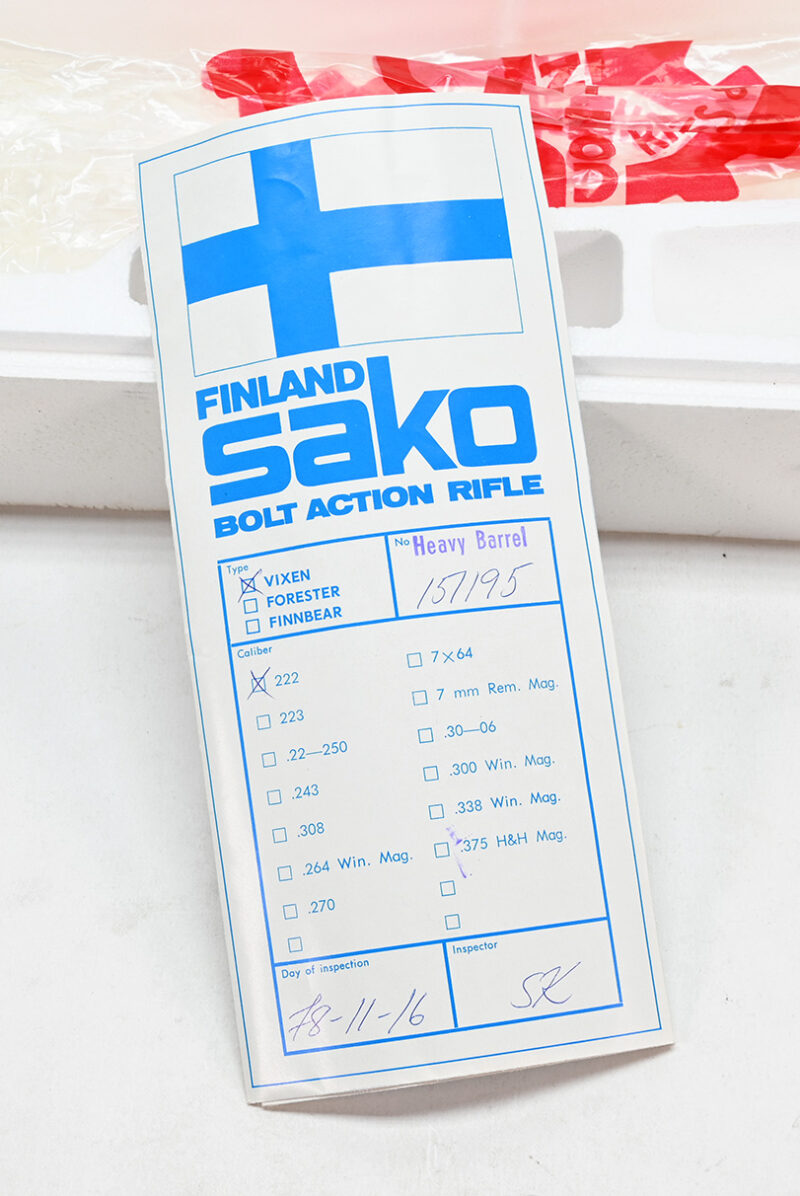 FINLAND
sako
BOLT ACTION RIFLE
Type
VIXEN
FORESTER
FINNBEAR
No Heavy Barrel
157195
Caliber
222
223
.22—250
.243
.308
.264 Win. Mag.
.270
7×64
7 mm Rem. Mag.
.30—06
.300 Win. Mag.
.338 Win. Mag.
.375 H&H Mag.
Day of inspection
78-11-16
Inspector
SK